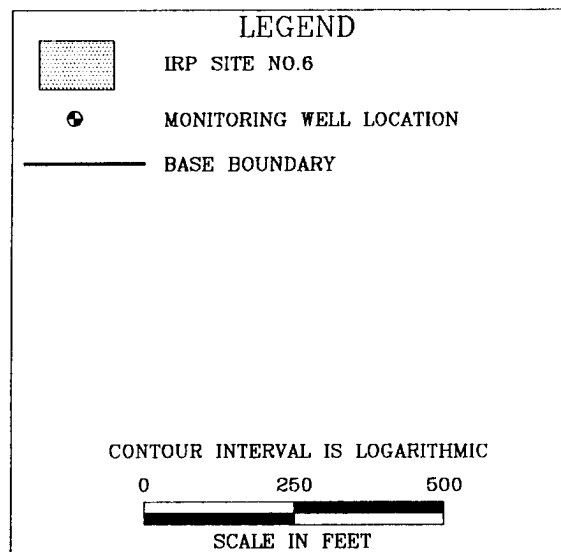 LEGEND
IRP SITE NO.6
MONITORING WELL LOCATION
BASE BOUNDARY
CONTOUR INTERVAL IS LOGARITHMIC
0 250 500
SCALE IN FEET